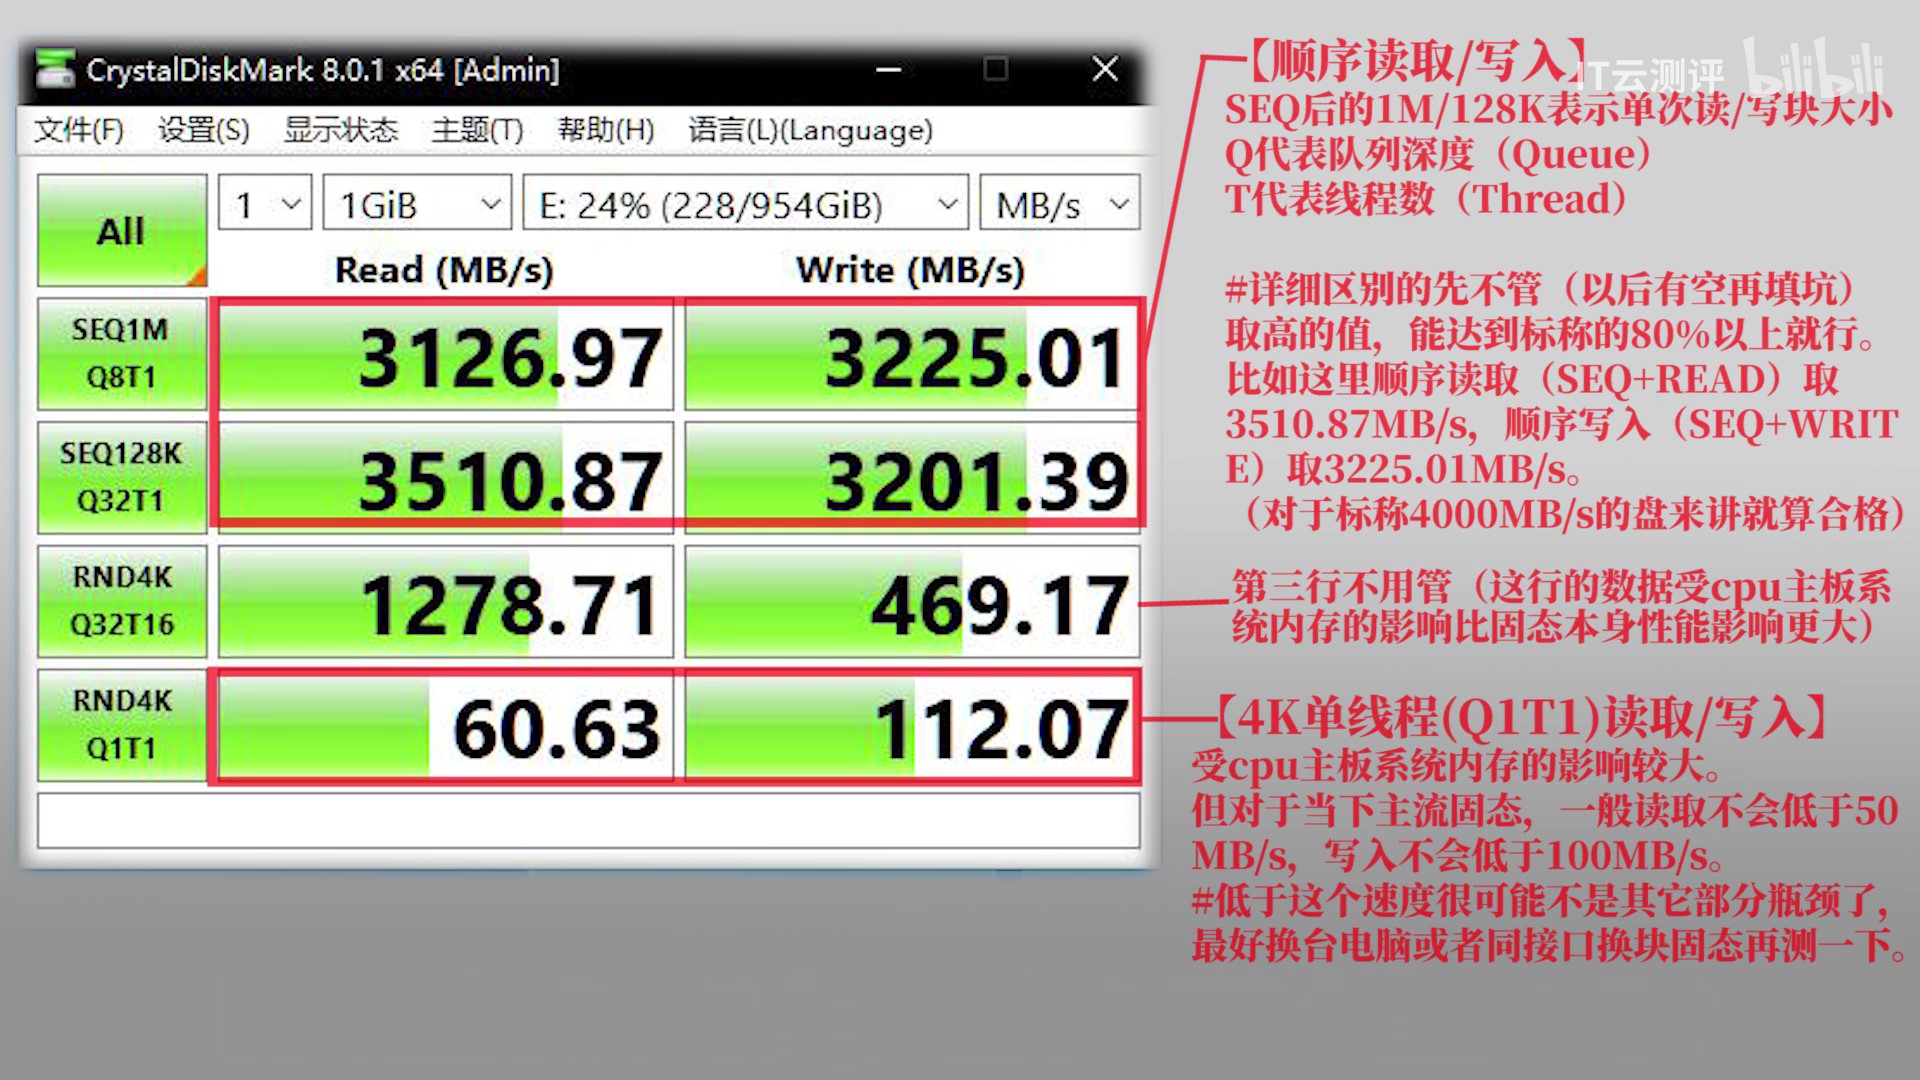 CrystalDiskMark 8.0.1 x64 [Admin]
文件(F) 设置(S) 显示状态 主题(T) 帮助(H) 语言(L)(Language)
All
1
1GiB
E: 24% (228/954GiB)
MB/s
Read (MB/s)
Write (MB/s)
SEQ1M
Q8T1
3126.97
3225.01
SEQ128K
Q32T1
3510.87
3201.39
RND4K
Q32T16
1278.71
469.17
RND4K
Q1T1
60.63
112.07
【顺序读取/写入】
IT云测评 bilibili
SEQ后的1M/128K表示单次读/写块大小
Q代表队列深度（Queue）
T代表线程数（Thread）
#详细区别的先不管（以后有空再填坑）
取高的值，能达到标称的80%以上就行。
比如这里顺序读取（SEQ+READ）取
3510.87MB/s，顺序写入（SEQ+WRIT
E）取3225.01MB/s。
（对于标称4000MB/s的盘来讲就算合格）
第三行不用管（这行的数据受cpu主板系
统内存的影响比固态本身性能影响更大）
【4K单线程(Q1T1)读取/写入】
受cpu主板系统内存的影响较大。
但对于当下主流固态，一般读取不会低于50
MB/s，写入不会低于100MB/s。
#低于这个速度很可能不是其它部分瓶颈了，
最好换台电脑或者同接口换块固态再测一下。